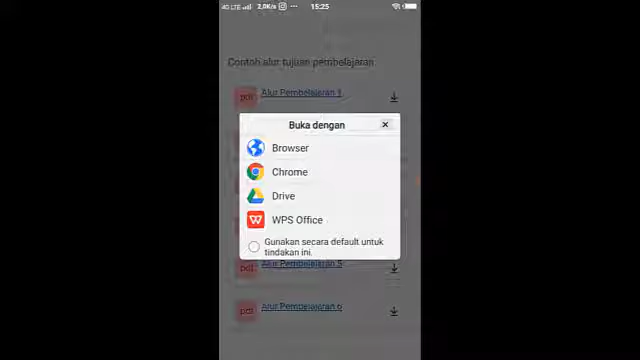 4G LTE 2,0K/s ... 15:25
Contoh alur tujuan pembelajaran
pdf Alur Pembelajaran 1
Buka dengan
Browser
Chrome
Drive
WPS Office
Gunakan secara default untuk
tindakan ini.
pdf Alur Pembelajaran 5
pdf Alur Pembelajaran 6